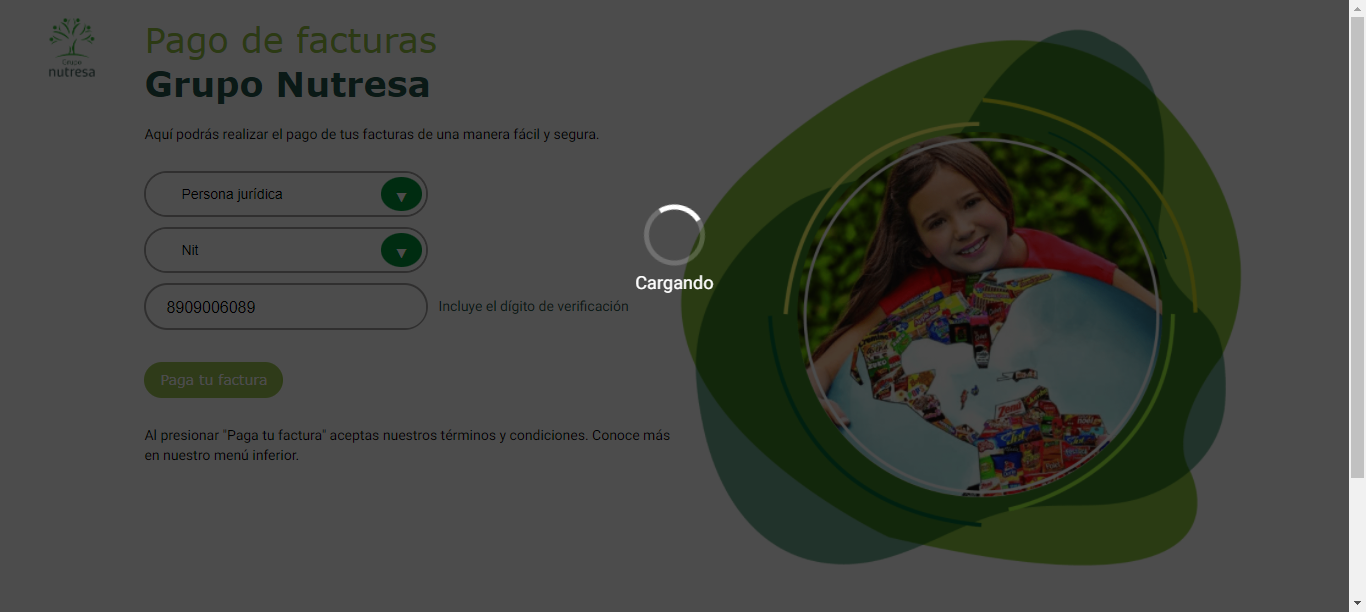 Grupo
nutresa
Pago de facturas
Grupo Nutresa
Aquí podrás realizar el pago de tus facturas de una manera fácil y segura.
Persona jurídica
Nit
8909006089
Incluye el dígito de verificación
Cargando
Paga tu factura
Al presionar "Paga tu factura" aceptas nuestros términos y condiciones. Conoce más
en nuestro menú inferior.
Jet